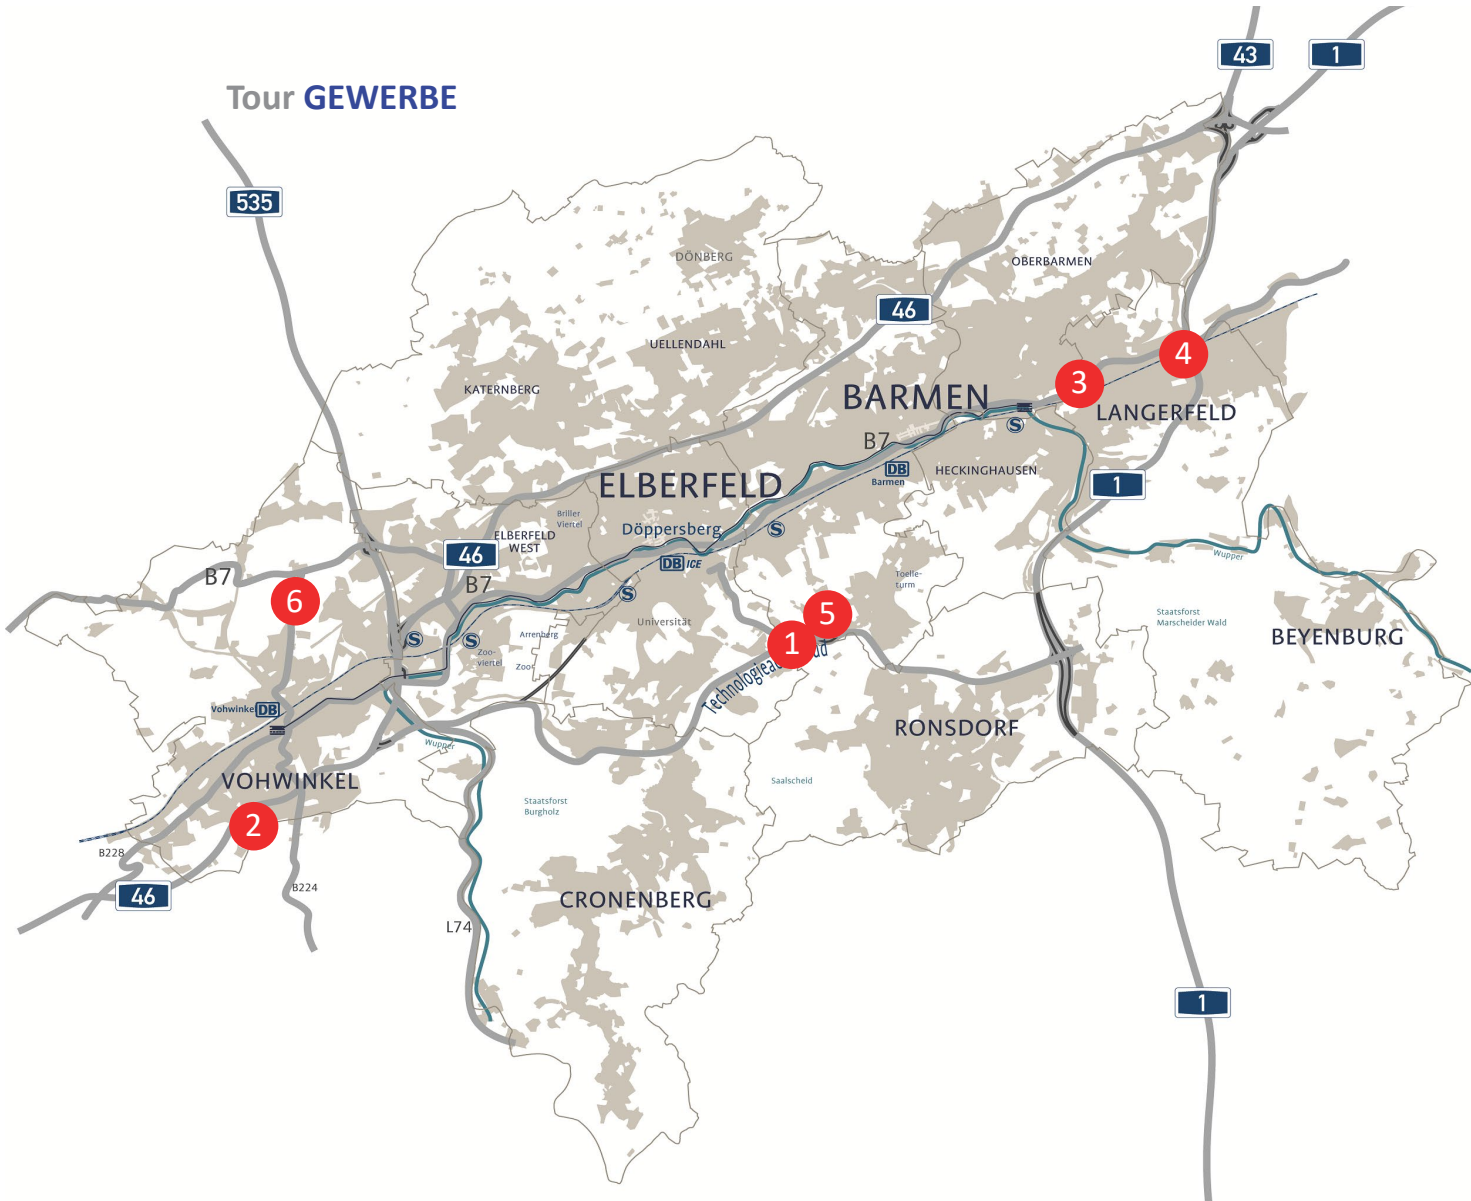 43
1
Tour GEWERBE
535
DÖNBERG
OBERBARMEN
46
UELLENDAHL
4
3
KATERNBERG
BARMEN
LANGERFELD
S
B7
DB
Barmen
HECKINGHAUSEN
1
ELBERFELD
Briller
Viertel
Döppersberg
S
ELBERFELD
WEST
46
B7
DB ICE
Wupper
B7
Toelle-
turm
6
S
5
Universität
1
Staatsforst
Marscheider Wald
BEYENBURG
S
S
Arrenberg
Zoo-
viertel
Zoo
Vohwinkel DB
RONSDORF
Wupper
VOHWINKEL
Saalscheid
Staatsforst
Burgholz
2
B228
46
B224
CRONENBERG
L74
1